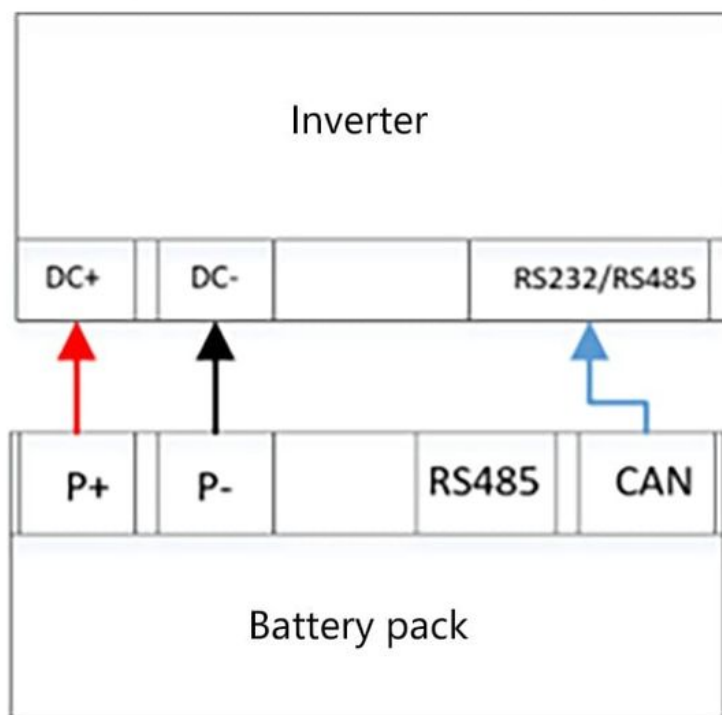 Inverter
DC+ DC- RS232/RS485
P+ P- RS485 CAN
Battery pack